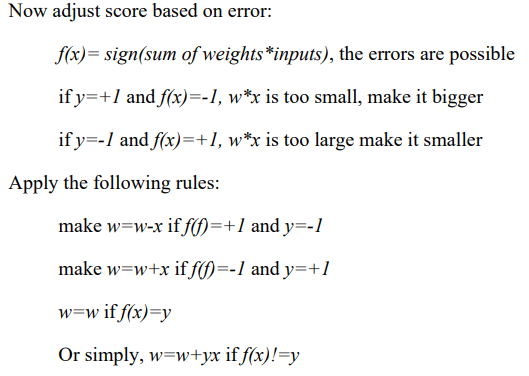 Now adjust score based on error:
f(x)= sign(sum of weights*inputs), the errors are possible
if y=+1 and f(x)=-1, w*x is too small, make it bigger
if y=-1 and f(x)=+1, w*x is too large make it smaller
Apply the following rules:
make w=w-x if f(f)=+1 and y=-1
make w=w+x if f(f)=-1 and y=+1
w=w if f(x)=y
Or simply, w=w+yx if f(x)!=y